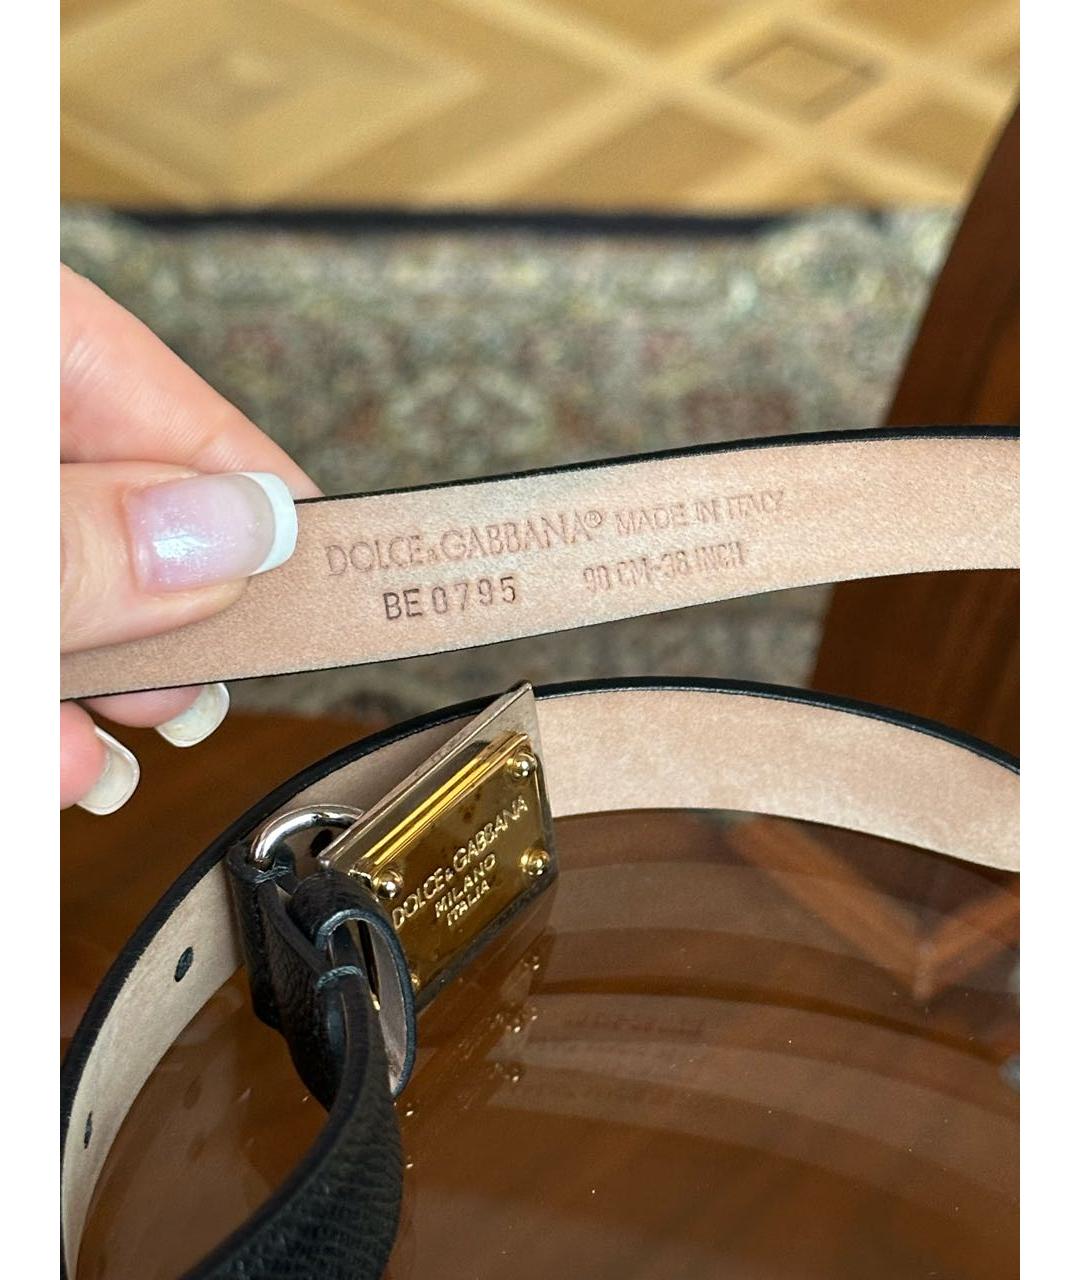 DOLCE&GABBANA® MADE IN ITALY
BE0795 90 CM-36 INCH
DOLCE&GABBANA
MILANO
ITALIA